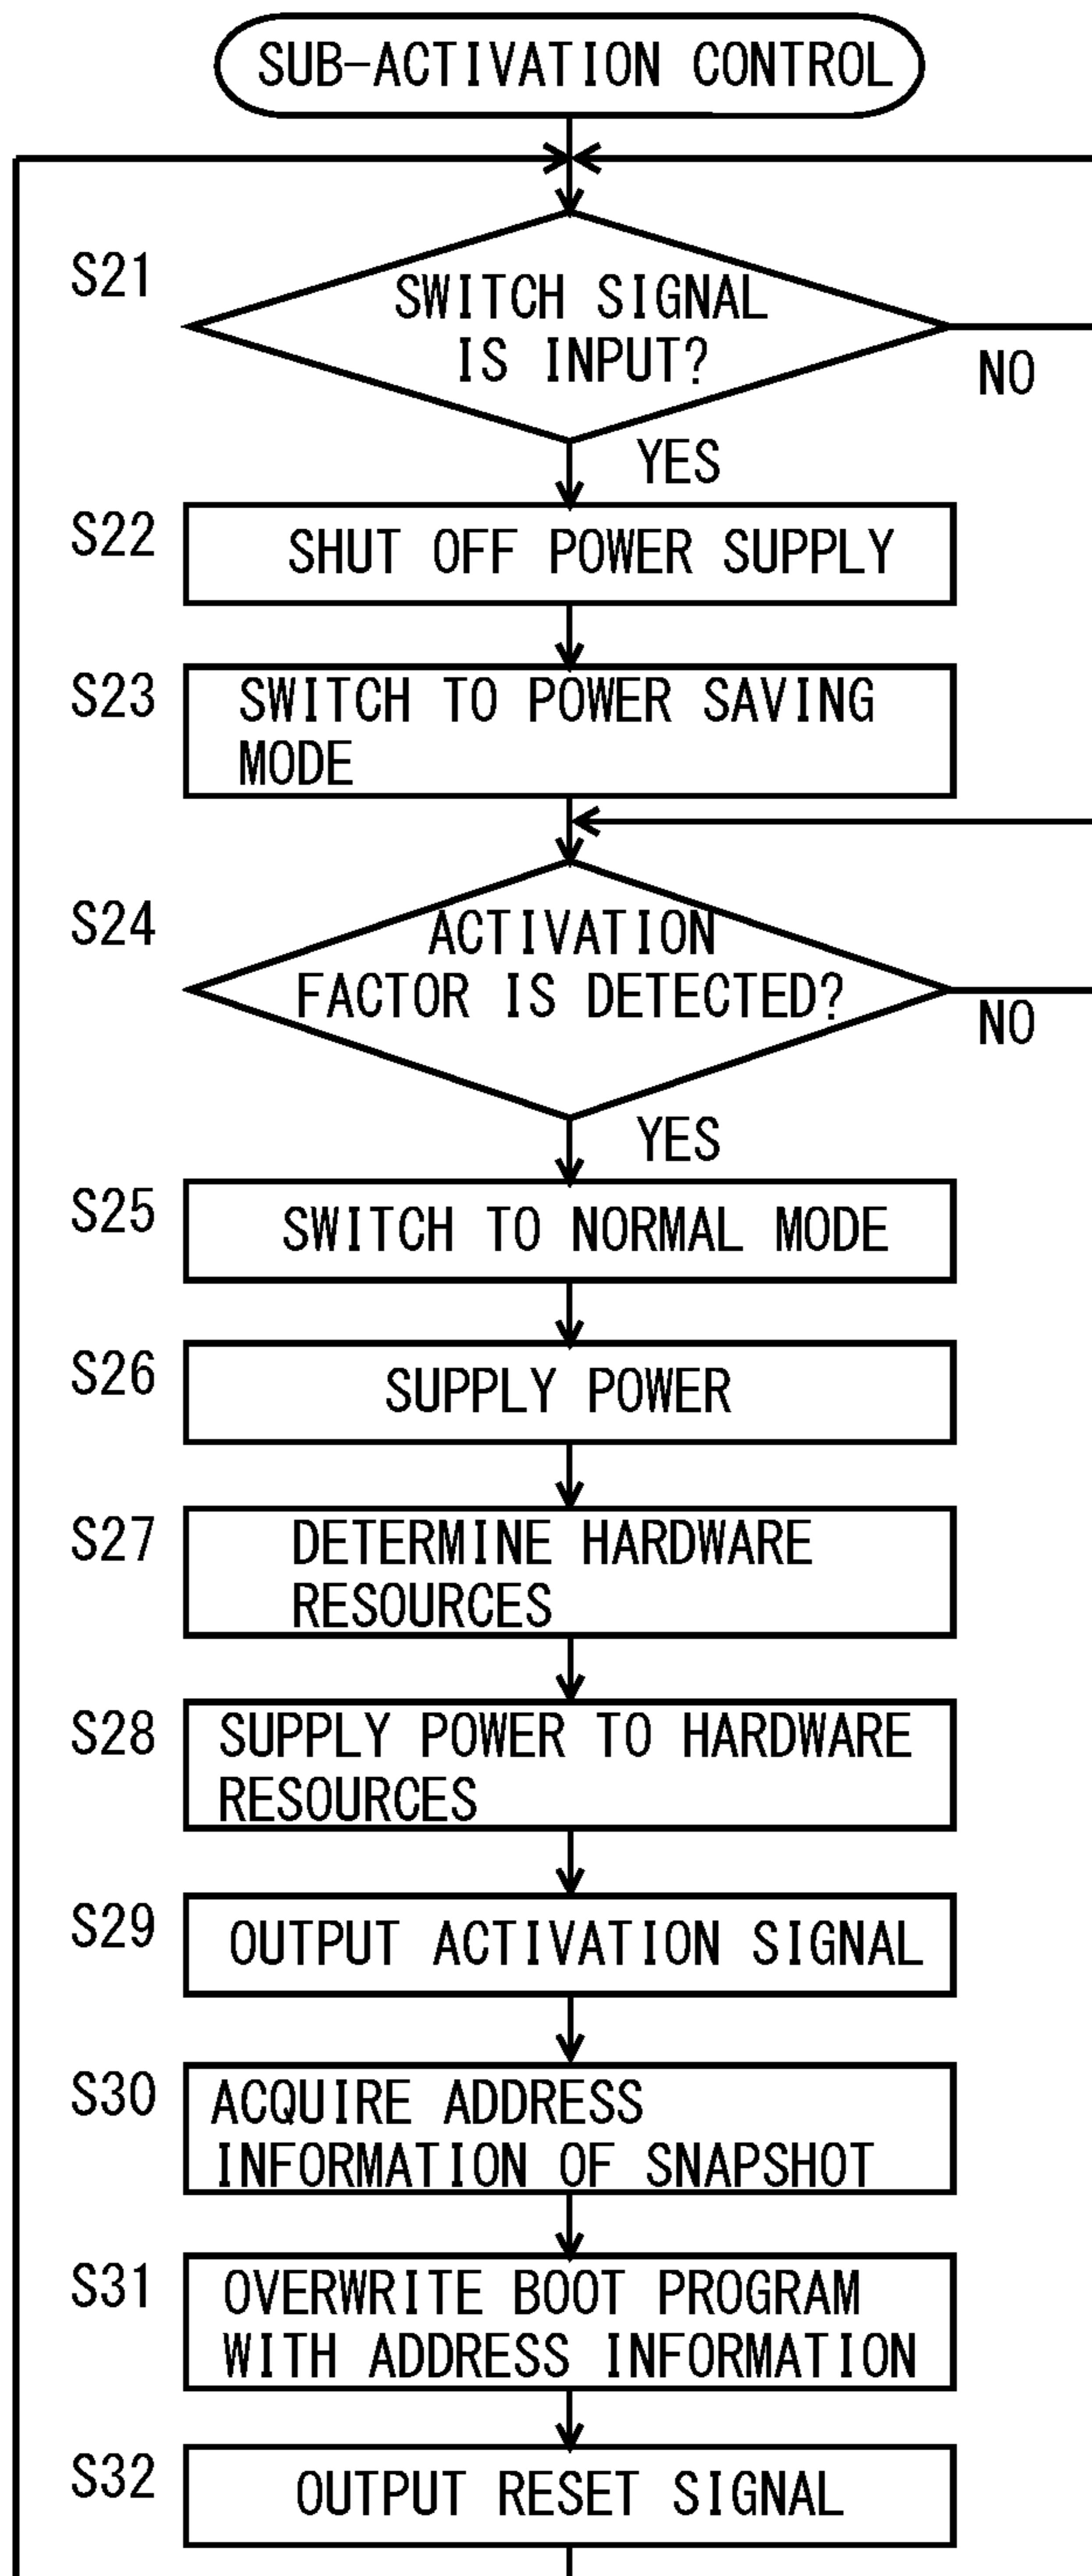 SUB-ACTIVATION CONTROL
S21
SWITCH SIGNAL
IS INPUT?
NO
YES
S22
SHUT OFF POWER SUPPLY
S23
SWITCH TO POWER SAVING
MODE
S24
ACTIVATION
FACTOR IS DETECTED?
NO
YES
S25
SWITCH TO NORMAL MODE
S26
SUPPLY POWER
S27
DETERMINE HARDWARE
RESOURCES
S28
SUPPLY POWER TO HARDWARE
RESOURCES
S29
OUTPUT ACTIVATION SIGNAL
S30
ACQUIRE ADDRESS
INFORMATION OF SNAPSHOT
S31
OVERWRITE BOOT PROGRAM
WITH ADDRESS INFORMATION
S32
OUTPUT RESET SIGNAL